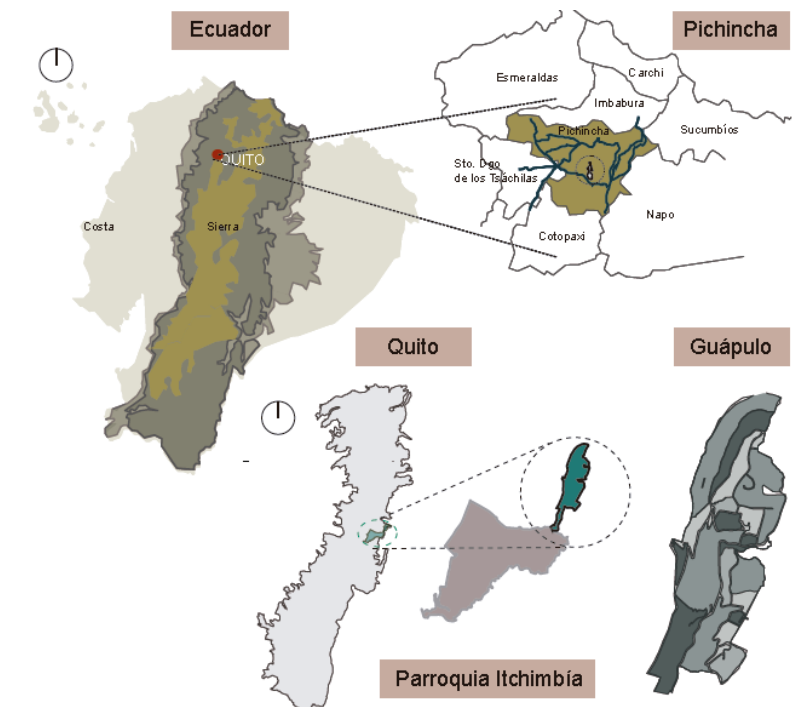 Ecuador
Pichincha
Esmeraldas
Carchi
Imbabura
Pichincha
Sucumbíos
QUITO
Sto. Dgo
de los Tsáchilas
Costa
Sierra
Napo
Cotopaxi
Quito
Guápulo
Parroquia Itchimbía